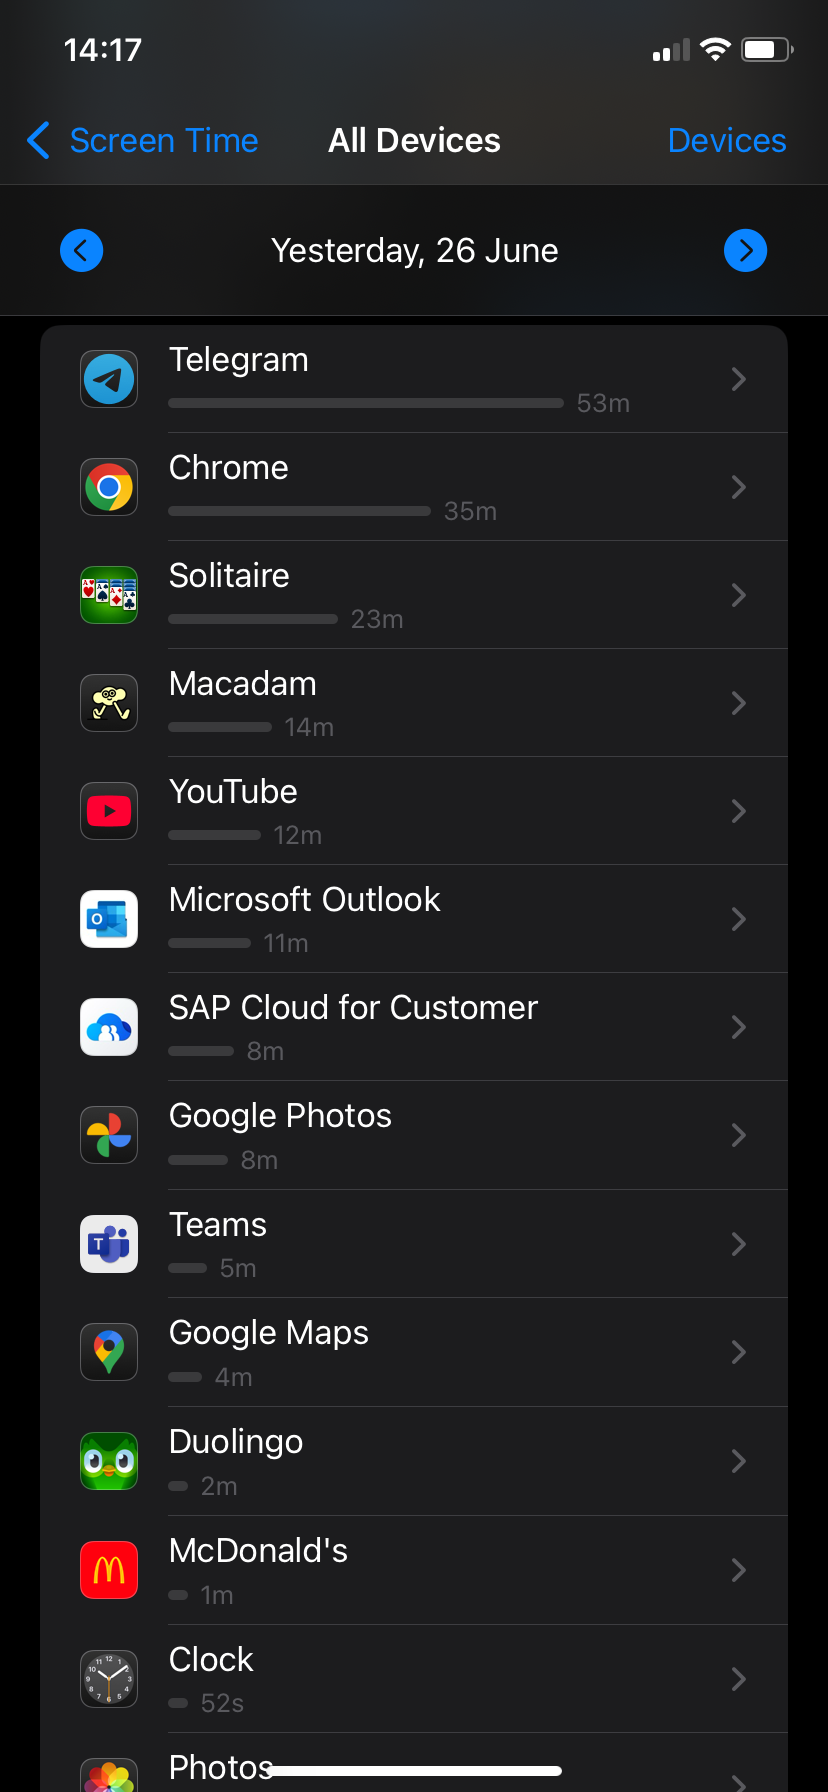 14:17
Screen Time
All Devices
Devices
Yesterday, 26 June
Telegram
53m
Chrome
35m
Solitaire
23m
Macadam
14m
YouTube
12m
Microsoft Outlook
11m
SAP Cloud for Customer
8m
Google Photos
8m
Teams
5m
Google Maps
4m
Duolingo
2m
McDonald's
1m
Clock
52s
Photos